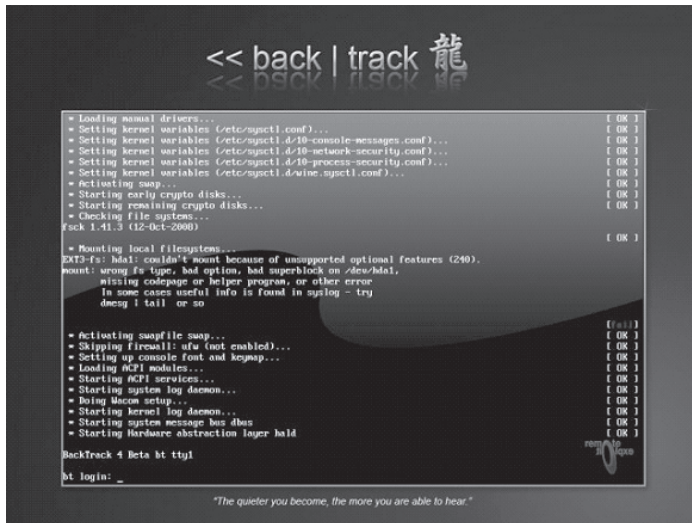 << back | track 龍
* Loading manual drivers... [ OK ]
* Setting kernel variables (/etc/sysctl.conf)... [ OK ]
* Setting kernel variables (/etc/sysctl.d/10-console-messages.conf)... [ OK ]
* Setting kernel variables (/etc/sysctl.d/10-network-security.conf)... [ OK ]
* Setting kernel variables (/etc/sysctl.d/10-process-security.conf)... [ OK ]
* Setting kernel variables (/etc/sysctl.d/wine.sysctl.conf)... [ OK ]
* Activating swap... [ OK ]
* Starting early crypto disks... [ OK ]
* Starting remaining crypto disks... [ OK ]
* Checking file systems...
fsck 1.41.3 (12-Oct-2008)
[ OK ]
* Mounting local filesystems...
EXT3-fs: hda1: couldn't mount because of unsupported optional features (240).
mount: wrong fs type, bad option, bad superblock on /dev/hda1,
missing codepage or helper program, or other error
In some cases useful info is found in syslog - try
dmesg | tail or so
[fail]
* Activating swapfile swap... [ OK ]
* Skipping firewall: ufw (not enabled)... [ OK ]
* Setting up console font and keymap... [ OK ]
* Loading ACPI modules... [ OK ]
* Starting ACPI services... [ OK ]
* Starting system log daemon... [ OK ]
* Doing Wacom setup... [ OK ]
* Starting kernel log daemon... [ OK ]
* Starting system message bus dbus [ OK ]
* Starting Hardware abstraction layer hald [ OK ]
remote
BackTrack 4 Beta bt tty1
bt login: _
"The quieter you become, the more you are able to hear."